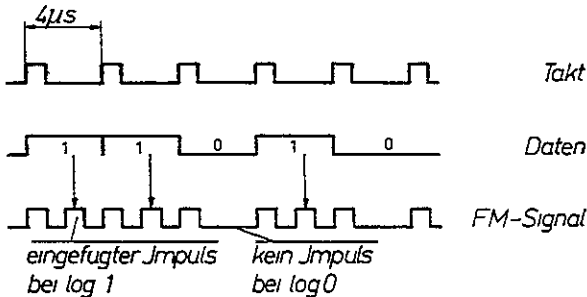 4µs
Takt
1 1 0 1 0
Daten
FM-Signal
eingefugter Jmpuls
bei log 1
kein Jmpuls
bei log 0